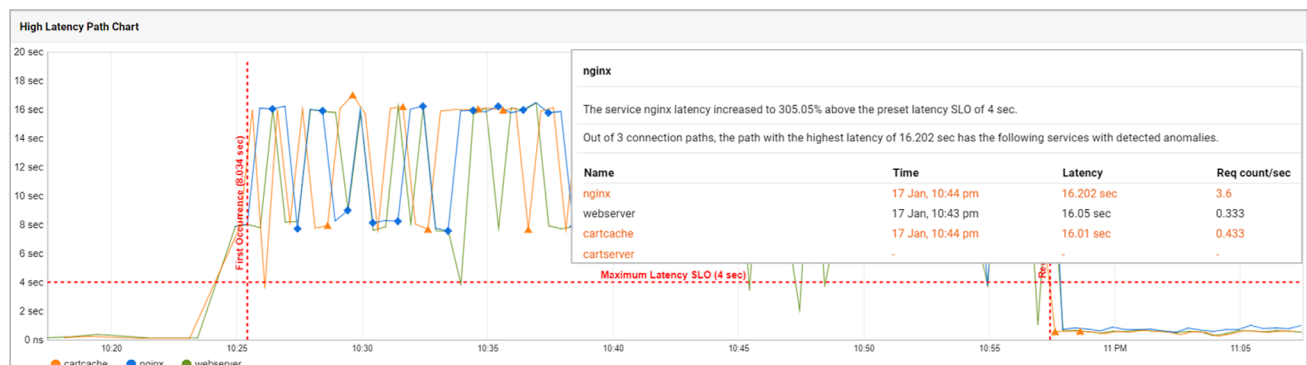 High Latency Path Chart
20 sec
18 sec
16 sec
14 sec
12 sec
10 sec
8 sec
6 sec
4 sec
2 sec
0 ns
First Occurrence (8.034 sec)
nginx
The service nginx latency increased to 305.05% above the preset latency SLO of 4 sec.
Out of 3 connection paths, the path with the highest latency of 16.202 sec has the following services with detected anomalies.
Name Time Latency Req count/sec
nginx 17 Jan, 10:44 pm 16.202 sec 3.6
webserver 17 Jan, 10:43 pm 16.05 sec 0.333
cartcache 17 Jan, 10:44 pm 16.01 sec 0.433
cartserver - - -
Maximum Latency SLO (4 sec)
10:20 10:25 10:30 10:35 10:40 10:45 10:50 10:55 11 PM 11:05
cartcache nginx webserver